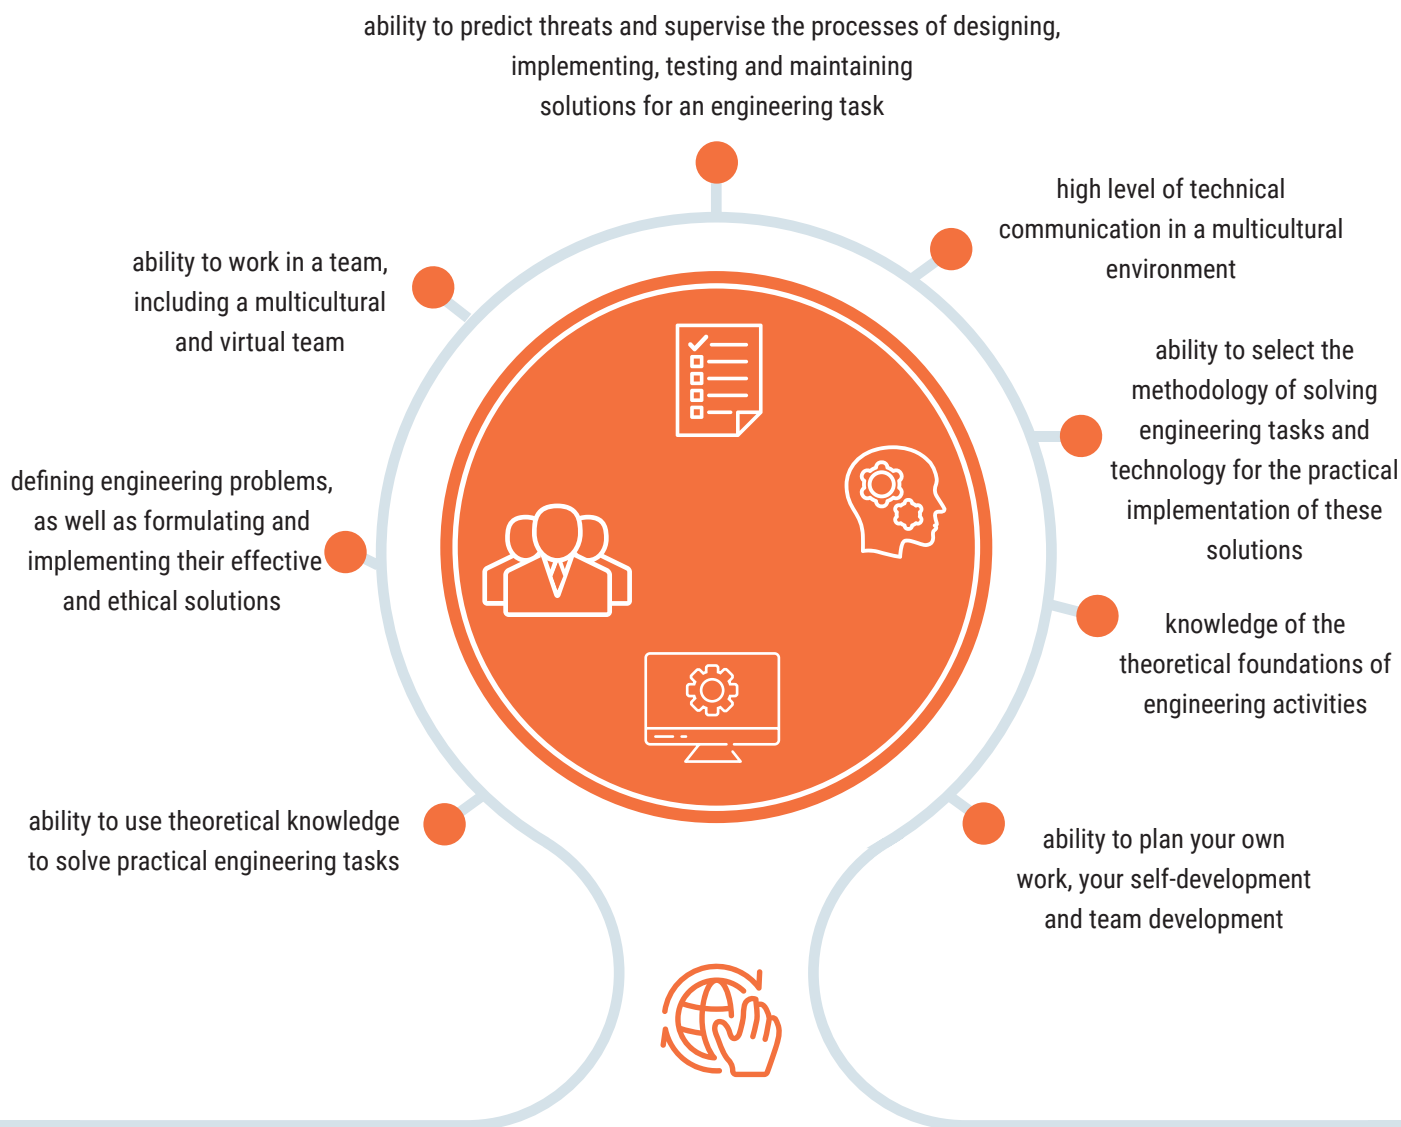 ability to predict threats and supervise the processes of designing,
implementing, testing and maintaining
solutions for an engineering task
high level of technical
communication in a multicultural
environment
ability to work in a team,
including a multicultural
and virtual team
ability to select the
methodology of solving
engineering tasks and
technology for the practical
implementation of these
solutions
defining engineering problems,
as well as formulating and
implementing their effective
and ethical solutions
knowledge of the
theoretical foundations of
engineering activities
ability to use theoretical knowledge
to solve practical engineering tasks
ability to plan your own
work, your self-development
and team development